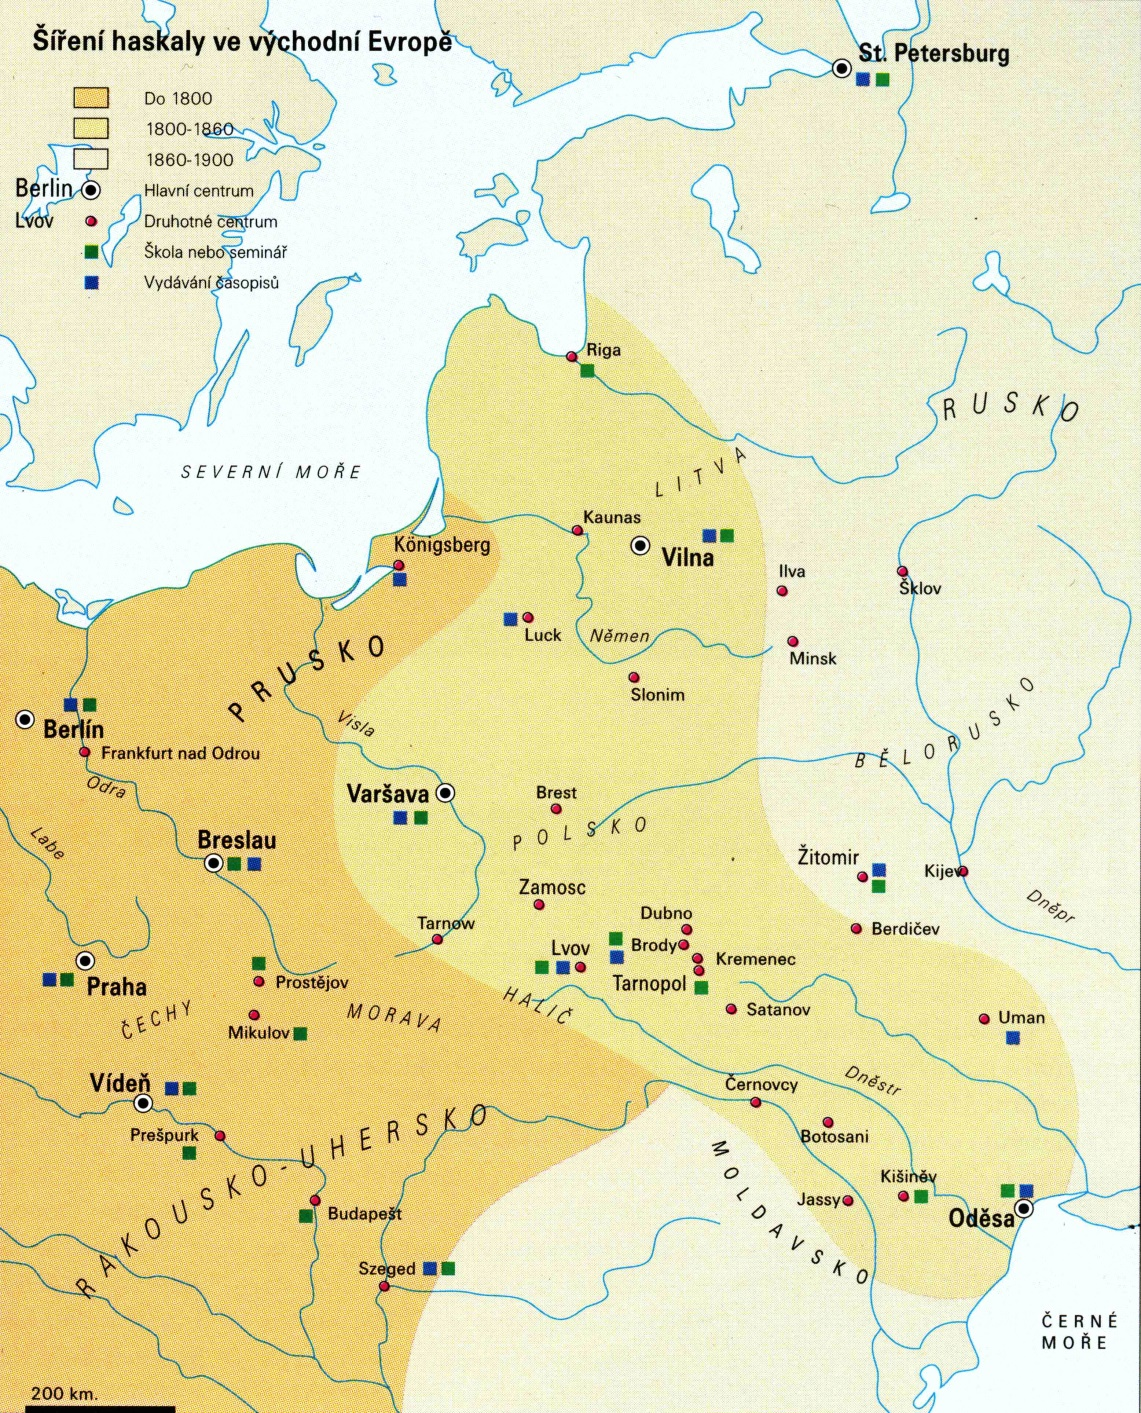 Šíření haskaly ve východní Evropě
Do 1800
1800-1860
1860-1900
Berlin
Hlavní centrum
Lvov
Druhotné centrum
Škola nebo seminář
Vydávání časopisů
St. Petersburg
Riga
RUSKO
SEVERNÍ MOŘE
LITVA
Kaunas
Königsberg
Vilna
Ilva
Šklov
Luck
Němen
Minsk
PRUSKO
Slonim
Berlín
Visla
BĚLORUSKO
Frankfurt nad Odrou
Odra
Varšava
Brest
Labe
Breslau
POLSKO
Žitomir
Kijev
Zamosc
Dněpr
Tarnow
Dubno
Berdičev
Lvov
Brody
Kremenec
Praha
Prostějov
Tarnopol
HALIČ
Satanov
ČECHY
MORAVA
Uman
Mikulov
Vídeň
Černovcy
Dněstr
Prešpurk
RAKOUSKO-UHERSKO
Botosani
MOLDAVSKO
Kišiněv
Jassy
Budapešt
Oděsa
Szeged
ČERNÉ
MOŘE
200 km.